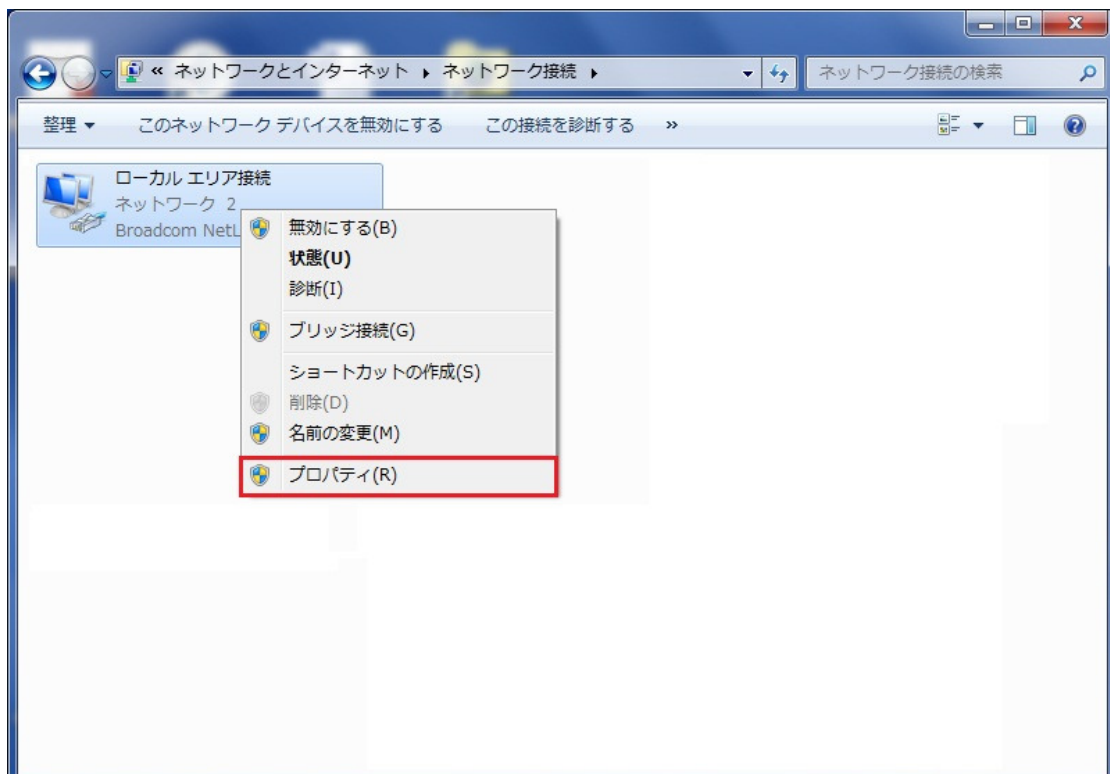 « ネットワークとインターネット ▸ ネットワーク接続 ▸
ネットワーク接続の検索
整理 ▼ このネットワーク デバイスを無効にする この接続を診断する »
ローカル エリア接続
ネットワーク 2
Broadcom NetL
無効にする(B)
状態(U)
診断(I)
ブリッジ接続(G)
ショートカットの作成(S)
削除(D)
名前の変更(M)
プロパティ(R)